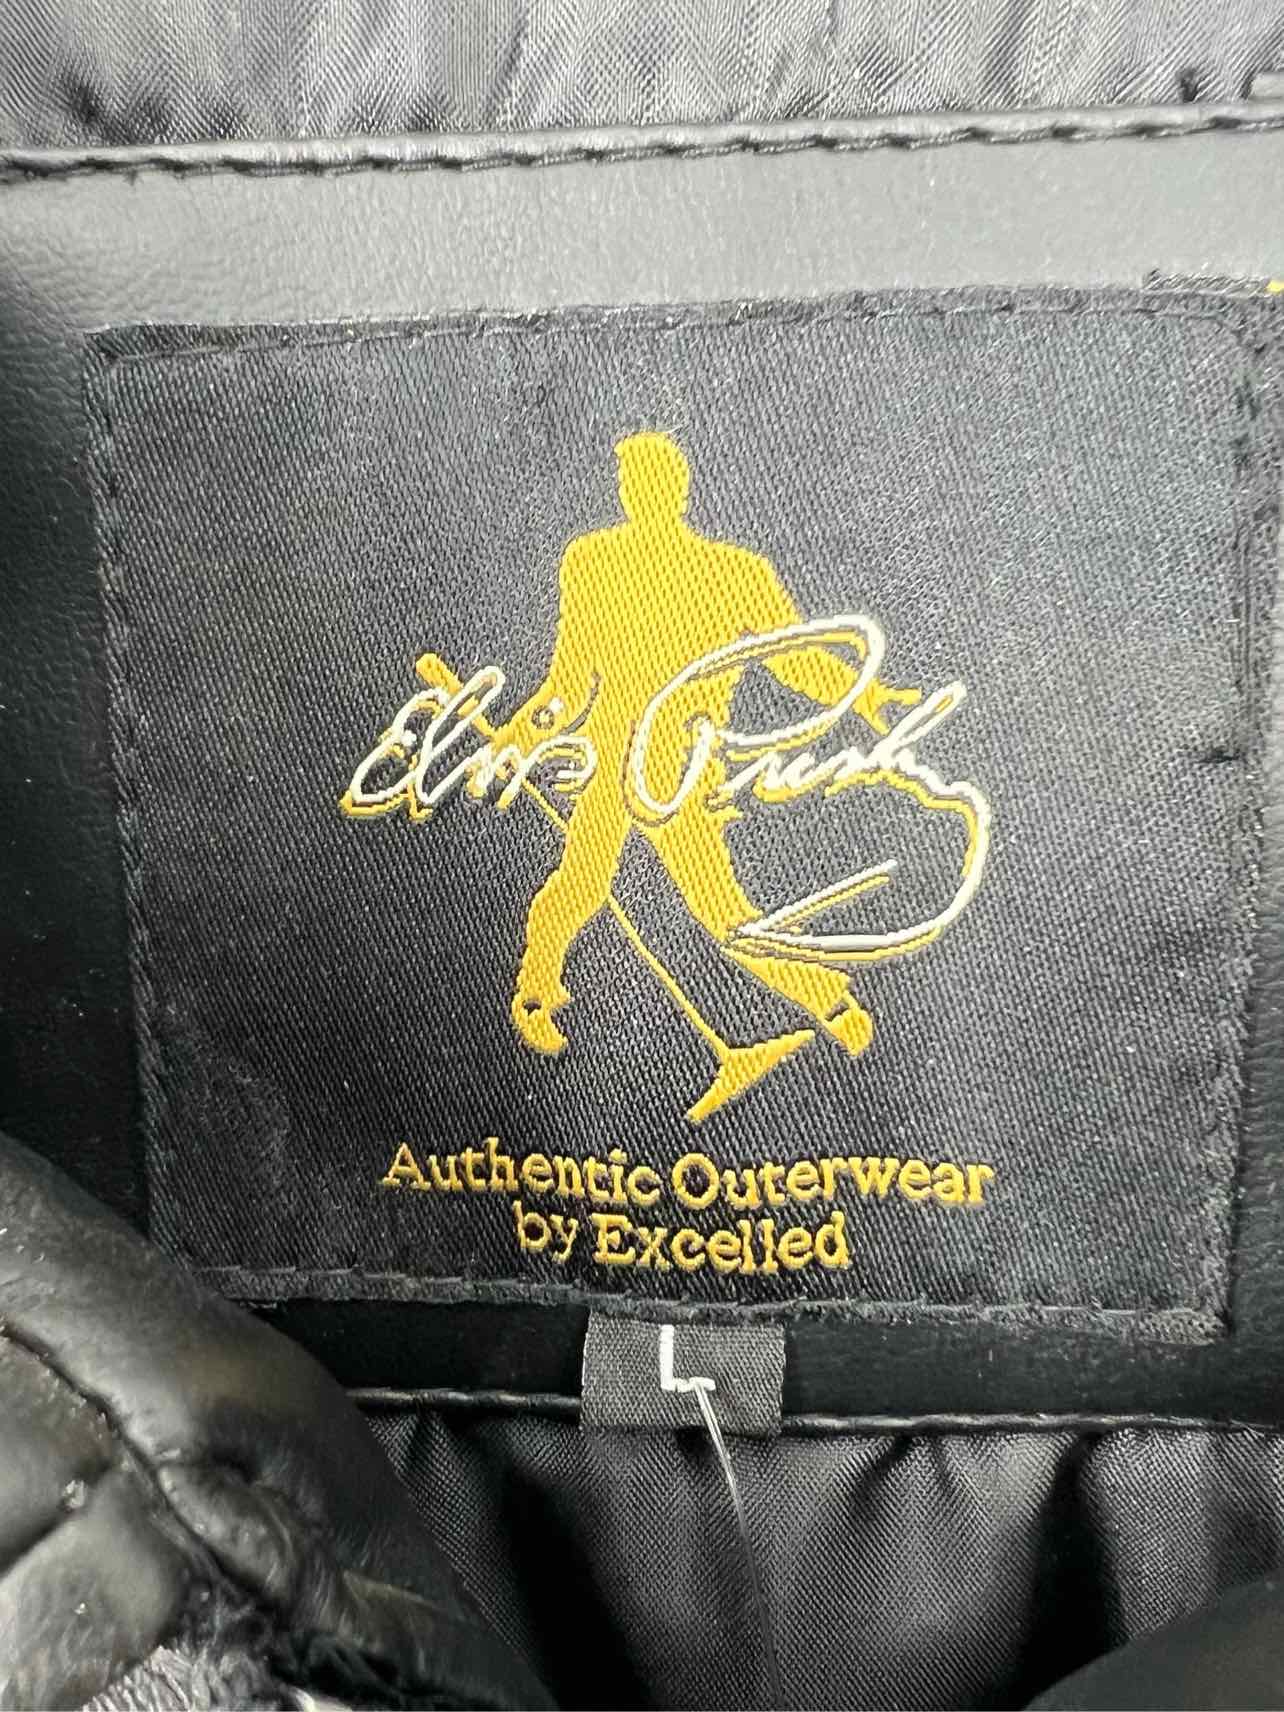 Elvis Presley
Authentic Outerwear
by Excelled
L